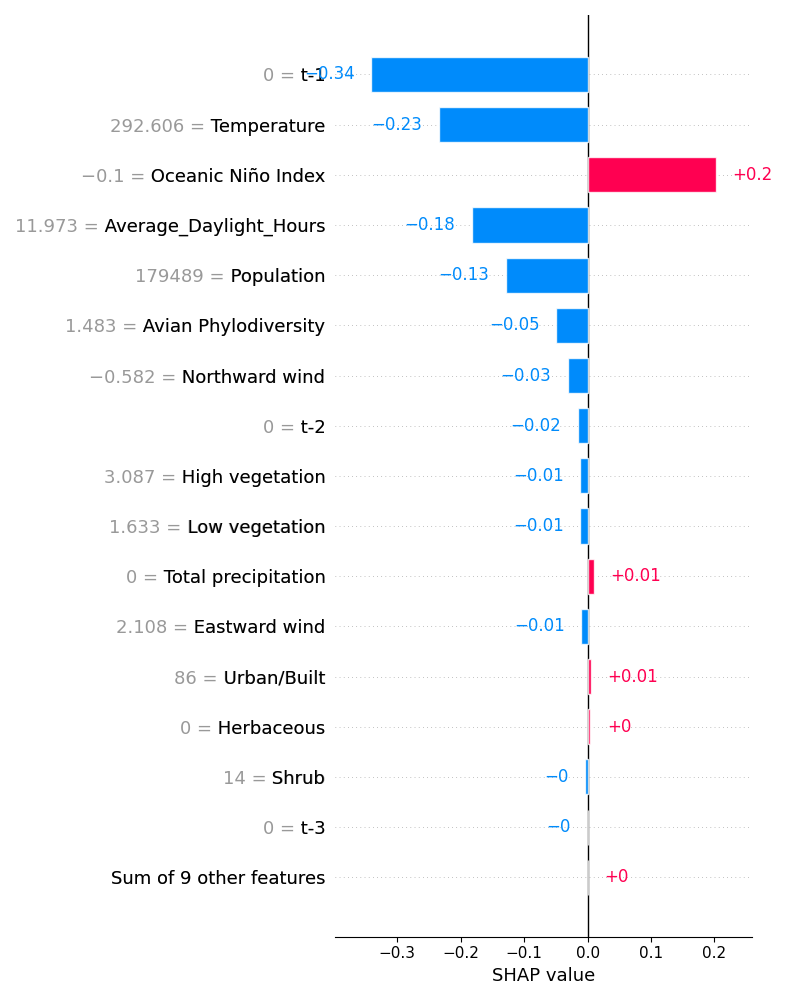 0 = t-1 −0.34
292.606 = Temperature −0.23
−0.1 = Oceanic Niño Index +0.2
11.973 = Average_Daylight_Hours −0.18
179489 = Population −0.13
1.483 = Avian Phylodiversity −0.05
−0.582 = Northward wind −0.03
0 = t-2 −0.02
3.087 = High vegetation −0.01
1.633 = Low vegetation −0.01
0 = Total precipitation +0.01
2.108 = Eastward wind −0.01
86 = Urban/Built +0.01
0 = Herbaceous +0
14 = Shrub −0
0 = t-3 −0
Sum of 9 other features +0
−0.3 −0.2 −0.1 0.0 0.1 0.2
SHAP value